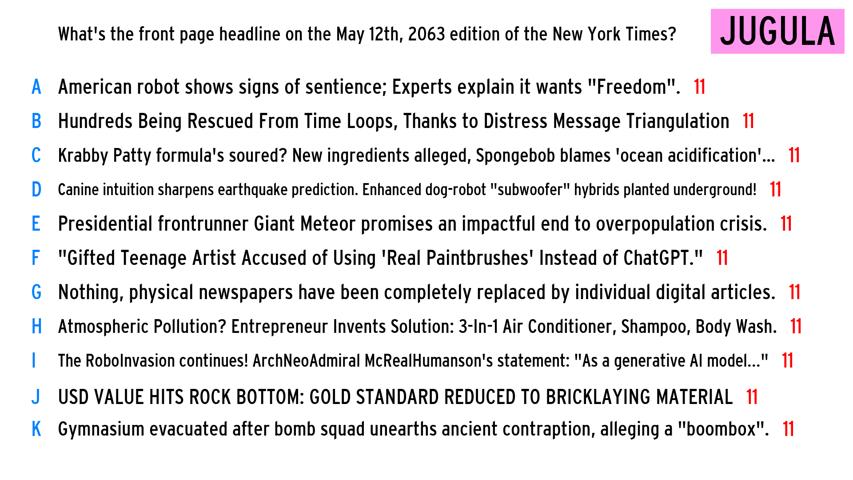 What's the front page headline on the May 12th, 2063 edition of the New York Times?
JUGULA
A American robot shows signs of sentience; Experts explain it wants "Freedom". 11
B Hundreds Being Rescued From Time Loops, Thanks to Distress Message Triangulation 11
C Krabby Patty formula's soured? New ingredients alleged, Spongebob blames 'ocean acidification'... 11
D Canine intuition sharpens earthquake prediction. Enhanced dog-robot "subwoofer" hybrids planted underground! 11
E Presidential frontrunner Giant Meteor promises an impactful end to overpopulation crisis. 11
F "Gifted Teenage Artist Accused of Using 'Real Paintbrushes' Instead of ChatGPT." 11
G Nothing, physical newspapers have been completely replaced by individual digital articles. 11
H Atmospheric Pollution? Entrepreneur Invents Solution: 3-In-1 Air Conditioner, Shampoo, Body Wash. 11
I The RoboInvasion continues! ArchNeoAdmiral McRealHumanson's statement: "As a generative AI model..." 11
J USD VALUE HITS ROCK BOTTOM: GOLD STANDARD REDUCED TO BRICKLAYING MATERIAL 11
K Gymnasium evacuated after bomb squad unearths ancient contraption, alleging a "boombox". 11